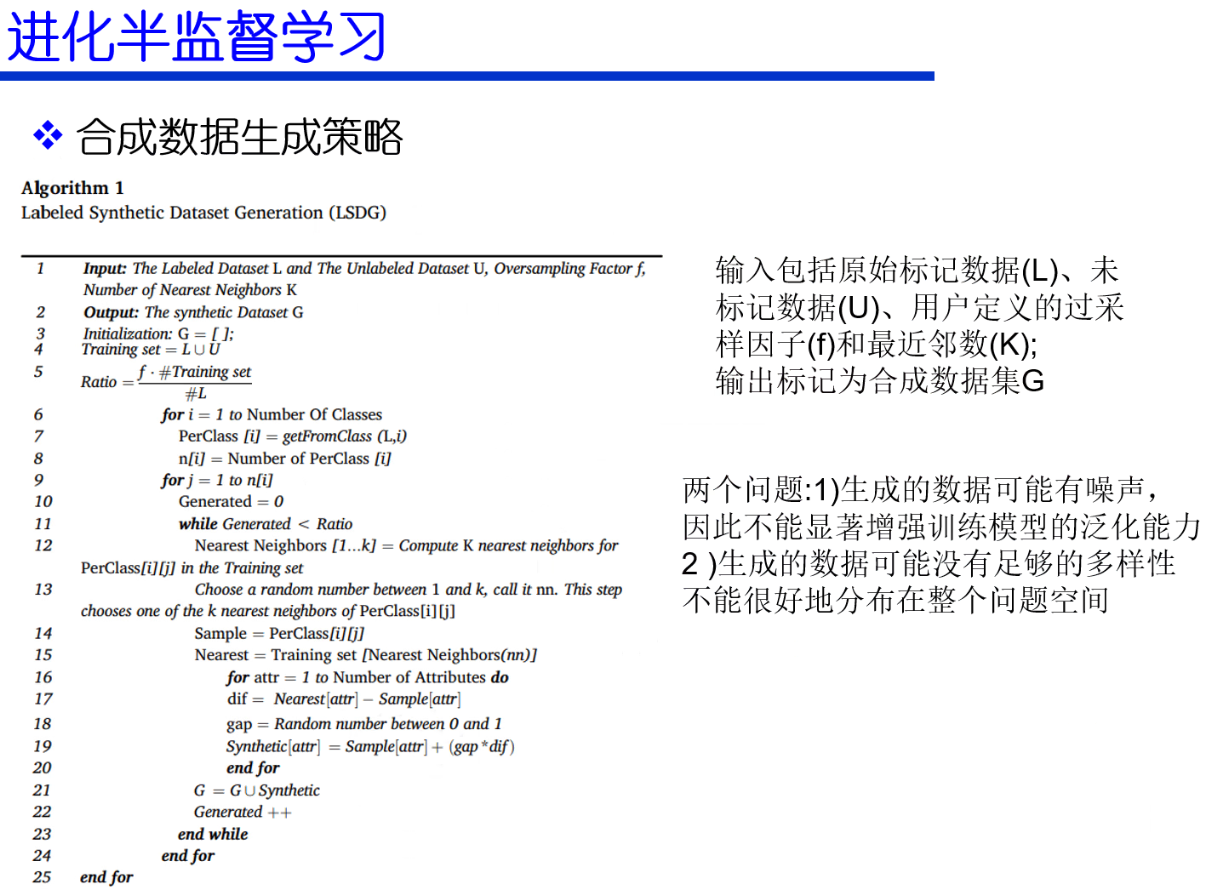 进化半监督学习
❖ 合成数据生成策略
Algorithm 1
Labeled Synthetic Dataset Generation (LSDG)
1 Input: The Labeled Dataset L and The Unlabeled Dataset U, Oversampling Factor f,
Number of Nearest Neighbors K
2 Output: The synthetic Dataset G
3 Initialization: G = [ ];
4 Training set = L ∪ U
5 Ratio = f · #Training set / #L
6 for i = 1 to Number Of Classes
7 PerClass [i] = getFromClass (L,i)
8 n[i] = Number of PerClass [i]
9 for j = 1 to n[i]
10 Generated = 0
11 while Generated < Ratio
12 Nearest Neighbors [1…k] = Compute K nearest neighbors for
PerClass[i][j] in the Training set
13 Choose a random number between 1 and k, call it nn. This step
chooses one of the k nearest neighbors of PerClass[i][j]
14 Sample = PerClass[i][j]
15 Nearest = Training set [Nearest Neighbors(nn)]
16 for attr = 1 to Number of Attributes do
17 dif = Nearest[attr] − Sample[attr]
18 gap = Random number between 0 and 1
19 Synthetic[attr] = Sample[attr] + (gap*dif)
20 end for
21 G = G ∪ Synthetic
22 Generated ++
23 end while
24 end for
25 end for
输入包括原始标记数据(L)、未
标记数据(U)、用户定义的过采
样因子(f)和最近邻数(K);
输出标记为合成数据集G
两个问题:1)生成的数据可能有噪声，
因此不能显著增强训练模型的泛化能力
2 )生成的数据可能没有足够的多样性
不能很好地分布在整个问题空间